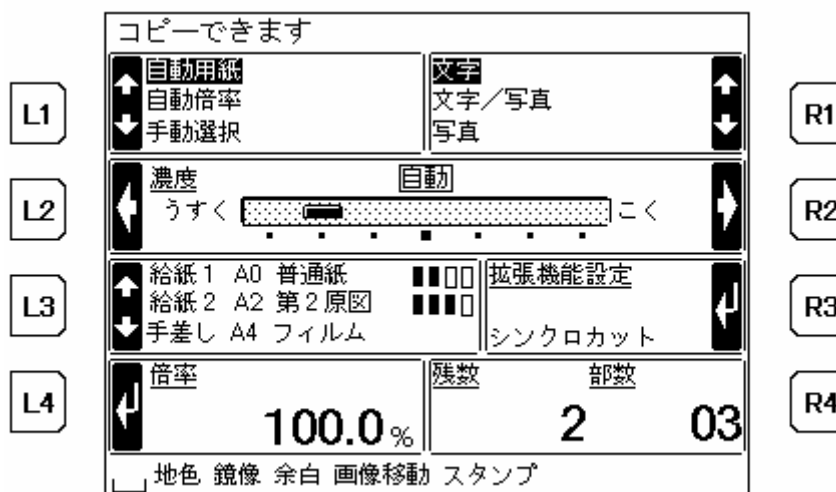 コピーできます
自動用紙
自動倍率
手動選択
文字
文字／写真
写真
L1
R1
濃度 自動
うすく こく
L2
R2
給紙1 A0 普通紙
給紙2 A2 第2原図
手差し A4 フィルム
拡張機能設定
シンクロカット
L3
R3
倍率
100.0%
残数 部数
2 03
L4
R4
地色 鏡像 余白 画像移動 スタンプ